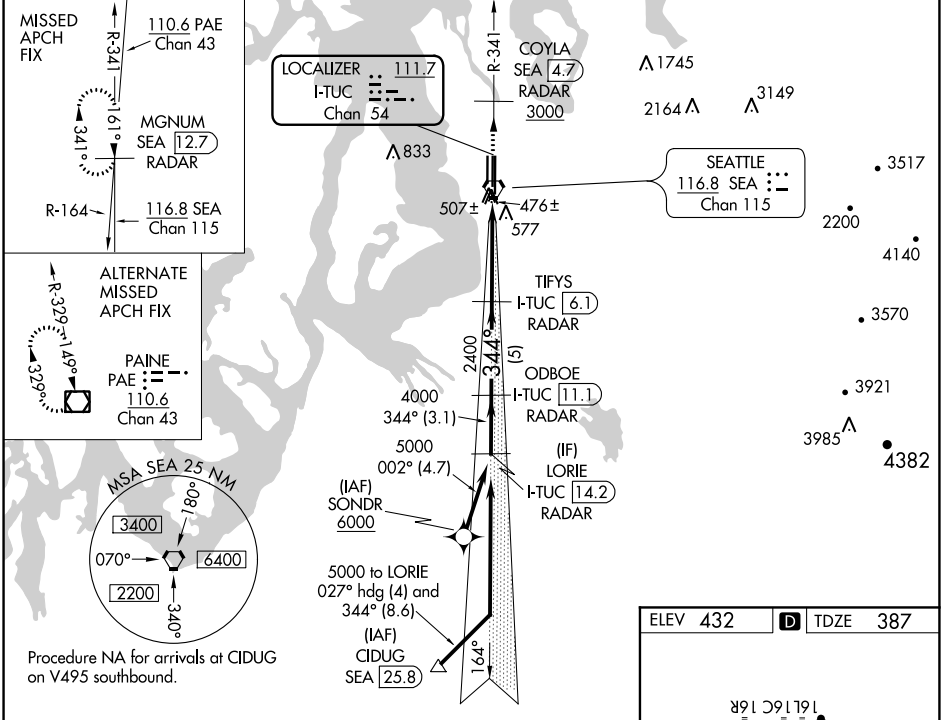 MISSED
APCH
FIX
R-341
110.6 PAE
Chan 43
161°
341°
MGNUM
SEA 12.7
RADAR
R-164
116.8 SEA
Chan 115
ALTERNATE
MISSED
APCH FIX
R-329
149°
329°
PAINE
PAE
110.6
Chan 43
LOCALIZER 111.7
I-TUC
Chan 54
R-341
COYLA
SEA 4.7
RADAR
3000
1745
2164
3149
833
SEATTLE
116.8 SEA
Chan 115
3517
2200
4140
507±
476±
577
TIFYS
I-TUC 6.1
RADAR
3570
2400
344°
(5)
ODBOE
I-TUC 11.1
RADAR
3921
3985
4382
4000
344° (3.1)
5000
002° (4.7)
(IF)
LORIE
I-TUC 14.2
RADAR
(IAF)
SONDR
6000
5000 to LORIE
027° hdg (4) and
344° (8.6)
(IAF)
CIDUG
SEA 25.8
164°
MSA SEA 25 NM
180°
3400
070°
6400
2200
340°
Procedure NA for arrivals at CIDUG
on V495 southbound.
ELEV 432
D
TDZE 387
16L
16C
16R